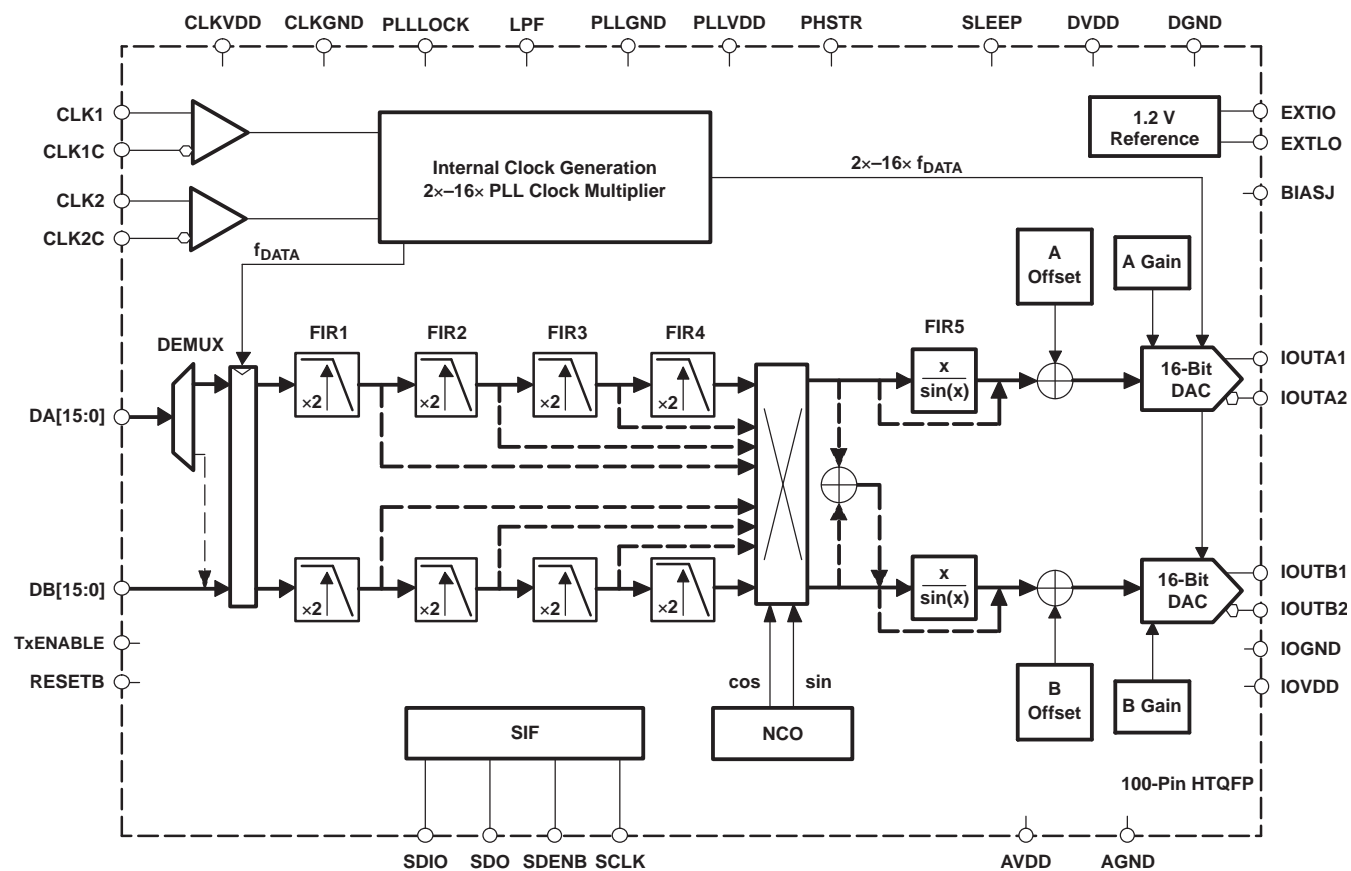 CLKVDD
CLKGND
PLLLOCK
LPF
PLLGND
PLLVDD
PHSTR
SLEEP
DVDD
DGND
CLK1
CLK1C
CLK2
CLK2C
Internal Clock Generation
2×–16× PLL Clock Multiplier
2×–16× fDATA
1.2 V
Reference
EXTIO
EXTLO
BIASJ
fDATA
A
Offset
A Gain
DEMUX
FIR1
FIR2
FIR3
FIR4
FIR5
×2
×2
×2
×2
x
sin(x)
16-Bit
DAC
IOUTA1
IOUTA2
DA[15:0]
DB[15:0]
×2
×2
×2
×2
x
sin(x)
16-Bit
DAC
IOUTB1
IOUTB2
TxENABLE
RESETB
IOGND
IOVDD
cos
sin
B
Offset
B Gain
SIF
NCO
100-Pin HTQFP
SDIO
SDO
SDENB
SCLK
AVDD
AGND